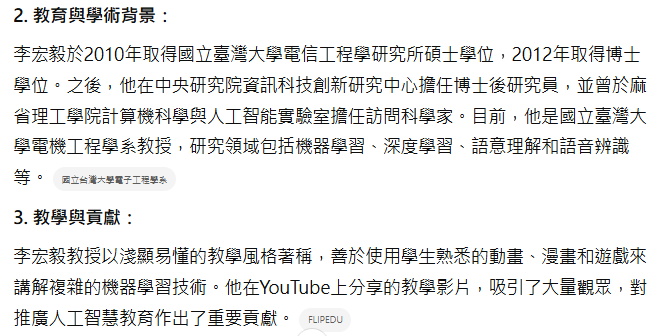 2. 教育與學術背景：
李宏毅於2010年取得國立臺灣大學電信工程學研究所碩士學位，2012年取得博士
學位。之後，他在中央研究院資訊科技創新研究中心擔任博士後研究員，並曾於麻
省理工學院計算機科學與人工智能實驗室擔任訪問科學家。目前，他是國立臺灣大
學電機工程學系教授，研究領域包括機器學習、深度學習、語意理解和語音辨識
等。 國立台灣大學電子工程學系
3. 教學與貢獻：
李宏毅教授以淺顯易懂的教學風格著稱，善於使用學生熟悉的動畫、漫畫和遊戲來
講解複雜的機器學習技術。他在YouTube上分享的教學影片，吸引了大量觀眾，對
推廣人工智慧教育作出了重要貢獻。 FLIPEDU